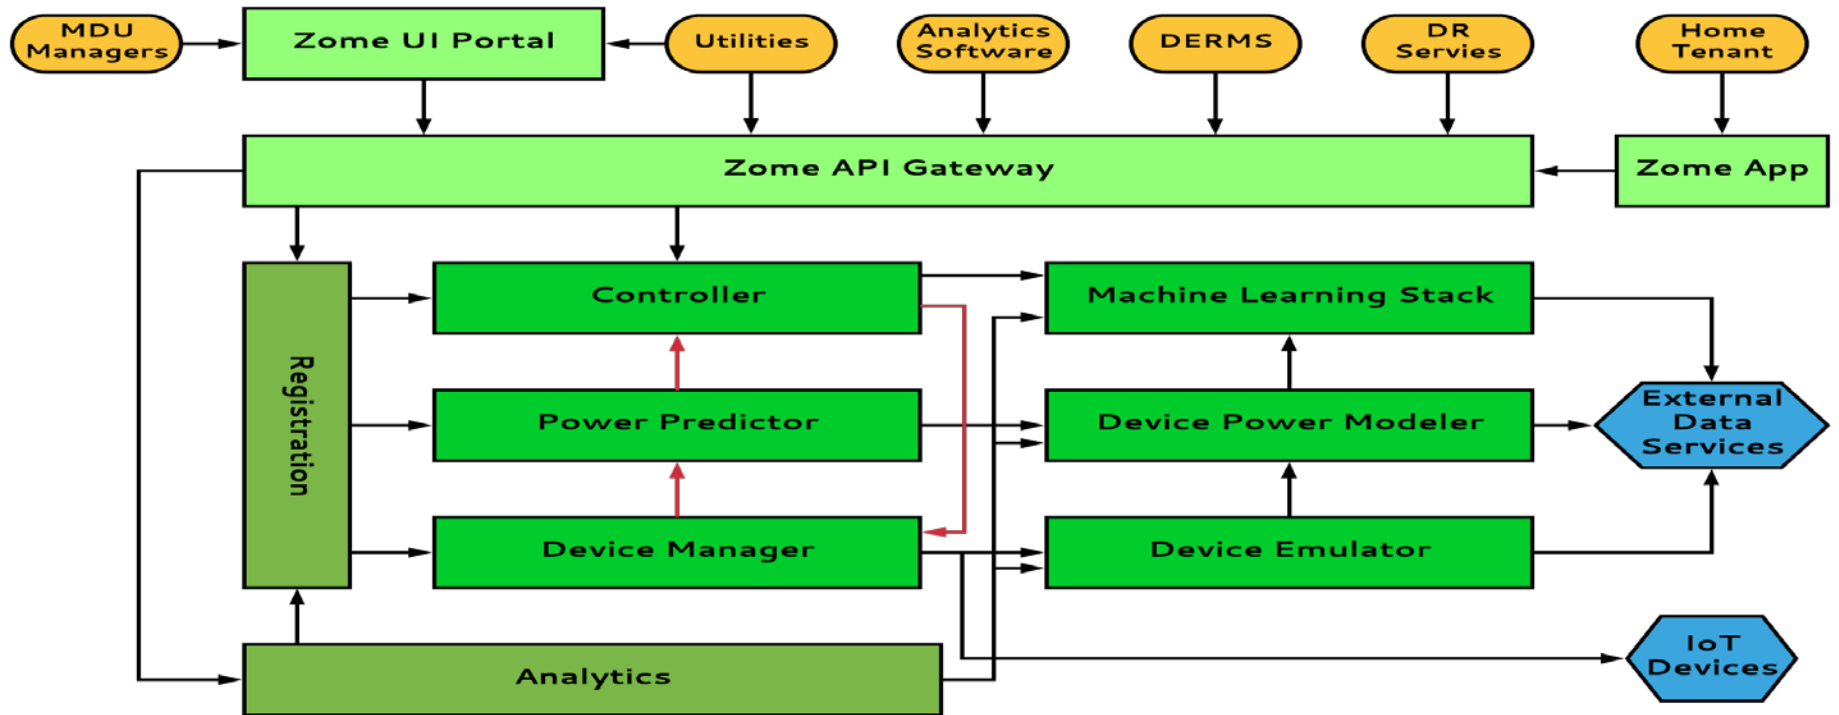 MDU
Managers
Zome UI Portal
Utilities
Analytics
Software
DERMS
DR
Servies
Home
Tenant
Zome API Gateway
Zome App
Registration
Controller
Machine Learning Stack
Power Predictor
Device Power Modeler
External
Data
Services
Device Manager
Device Emulator
Analytics
IoT
Devices